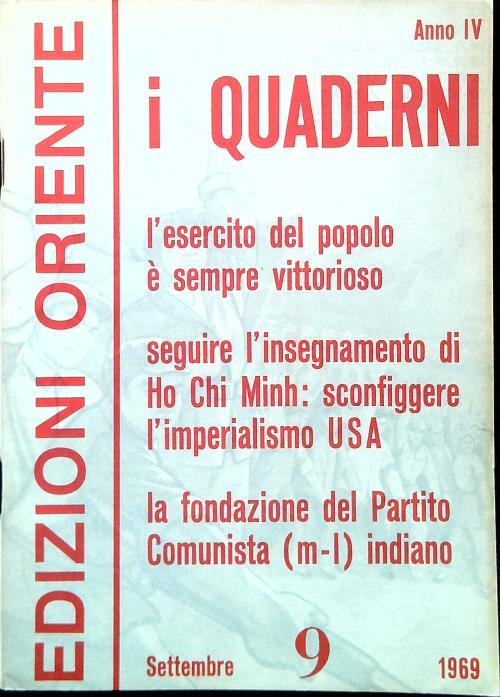 EDIZIONI ORIENTE
Anno IV
i QUADERNI
l'esercito del popolo
è sempre vittorioso
seguire l'insegnamento di
Ho Chi Minh: sconfiggere
l'imperialismo USA
la fondazione del Partito
Comunista (m-l) indiano
Settembre 9 1969